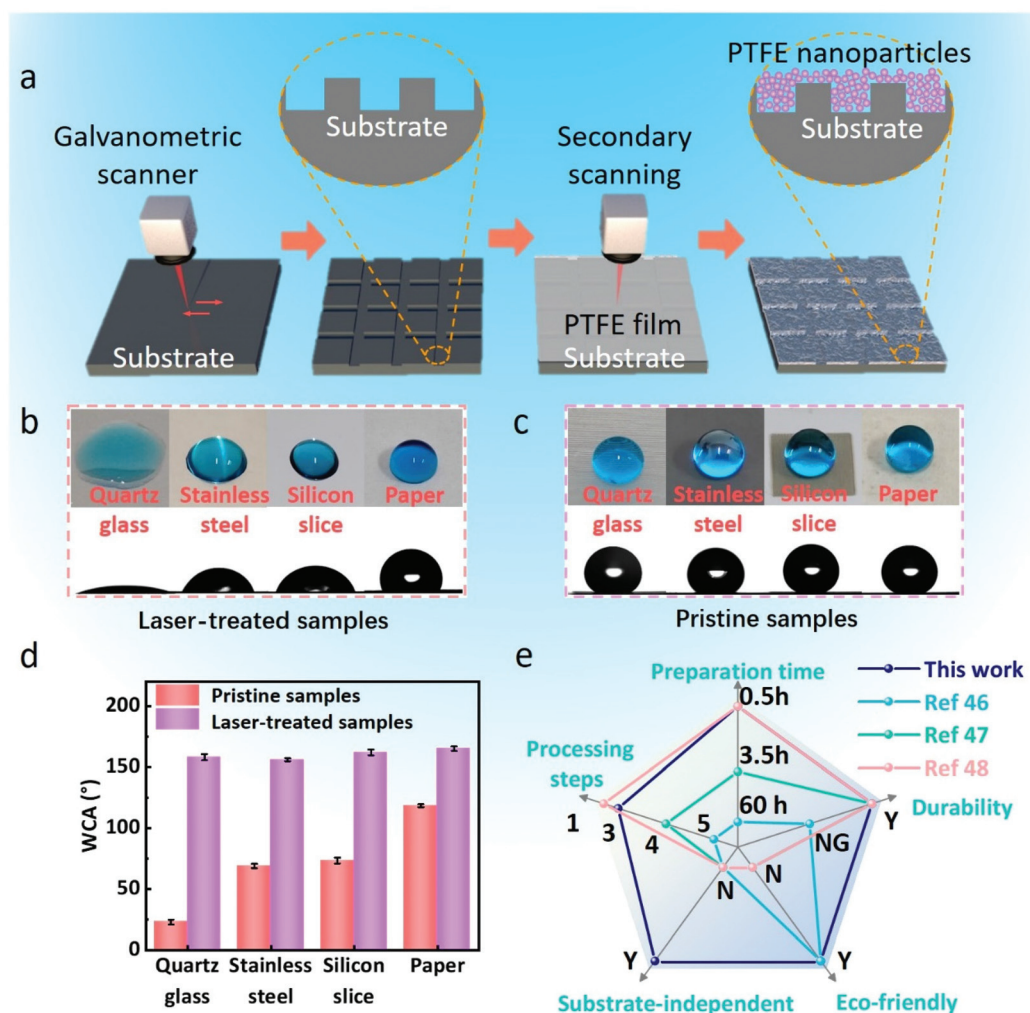 a
Galvanometric
scanner
Substrate
Substrate
Secondary
scanning
PTFE film
Substrate
PTFE nanoparticles
Substrate
b
Quartz
glass
Stainless
steel
Silicon
slice
Paper
Laser-treated samples
c
Quartz
glass
Stainless
steel
Silicon
slice
Paper
Pristine samples
d
WCA (°)
200
150
100
50
0
Pristine samples
Laser-treated samples
Quartz
glass
Stainless
steel
Silicon
slice
Paper
e
Preparation time
0.5h
3.5h
60 h
Processing
steps
1
3
4
5
Durability
Y
NG
N
N
Y
Y
Substrate-independent
Eco-friendly
This work
Ref 46
Ref 47
Ref 48